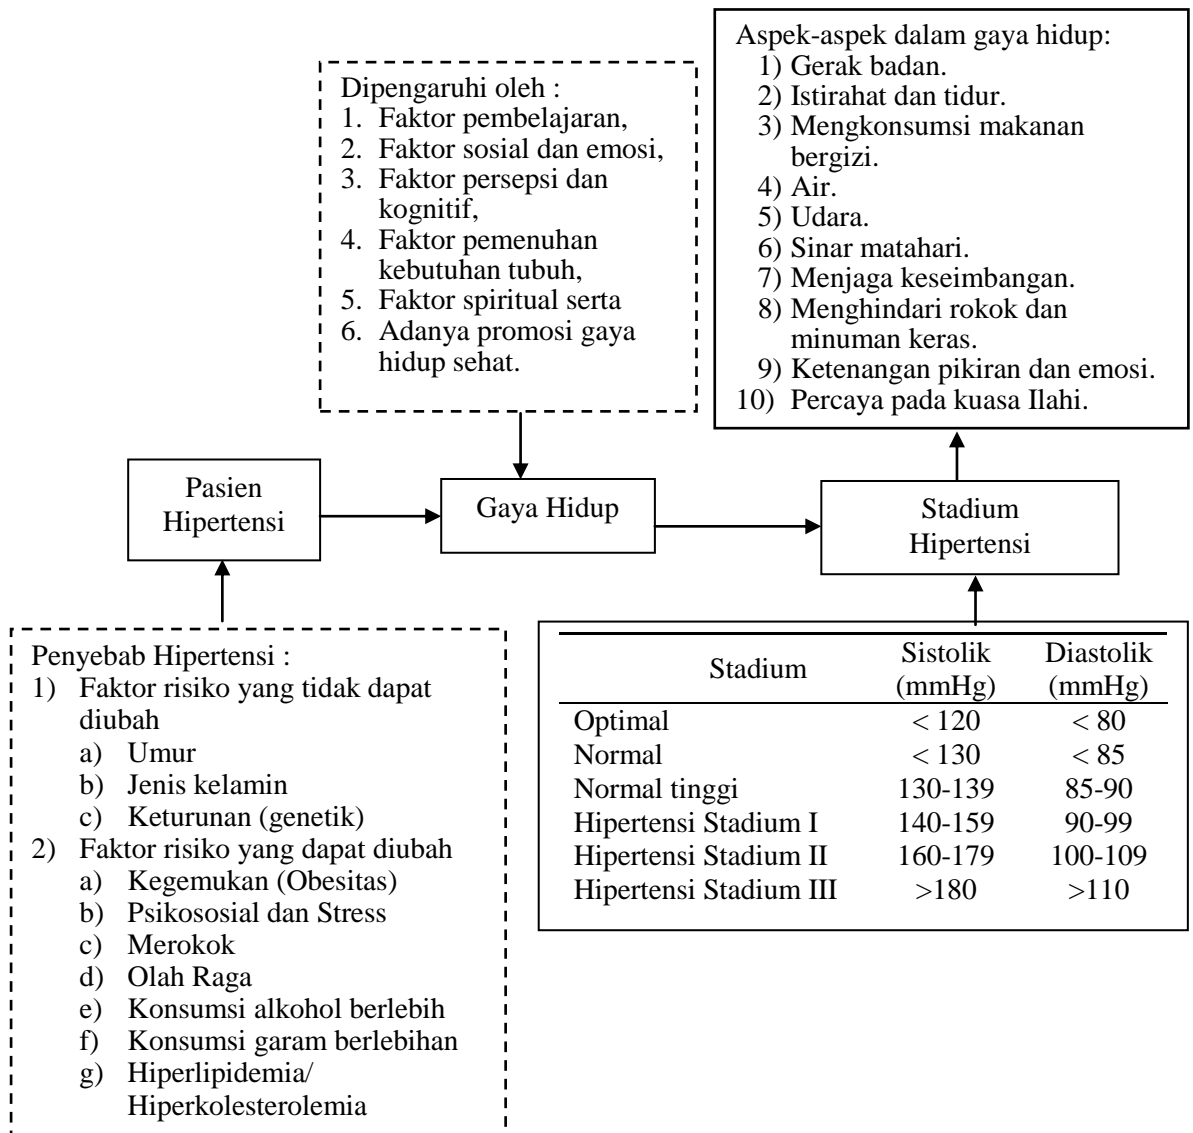 Aspek-aspek dalam gaya hidup:
1) Gerak badan.
2) Istirahat dan tidur.
3) Mengkonsumsi makanan
bergizi.
4) Air.
5) Udara.
6) Sinar matahari.
7) Menjaga keseimbangan.
8) Menghindari rokok dan
minuman keras.
9) Ketenangan pikiran dan emosi.
10) Percaya pada kuasa Ilahi.
Dipengaruhi oleh :
1. Faktor pembelajaran,
2. Faktor sosial dan emosi,
3. Faktor persepsi dan
kognitif,
4. Faktor pemenuhan
kebutuhan tubuh,
5. Faktor spiritual serta
6. Adanya promosi gaya
hidup sehat.
Pasien
Hipertensi
Gaya Hidup
Stadium
Hipertensi
Penyebab Hipertensi :
1) Faktor risiko yang tidak dapat
diubah
a) Umur
b) Jenis kelamin
c) Keturunan (genetik)
2) Faktor risiko yang dapat diubah
a) Kegemukan (Obesitas)
b) Psikososial dan Stress
c) Merokok
d) Olah Raga
e) Konsumsi alkohol berlebih
f) Konsumsi garam berlebihan
g) Hiperlipidemia/
Hiperkolesterolemia
Stadium Sistolik (mmHg) Diastolik (mmHg)
Optimal < 120 < 80
Normal < 130 < 85
Normal tinggi 130-139 85-90
Hipertensi Stadium I 140-159 90-99
Hipertensi Stadium II 160-179 100-109
Hipertensi Stadium III >180 >110